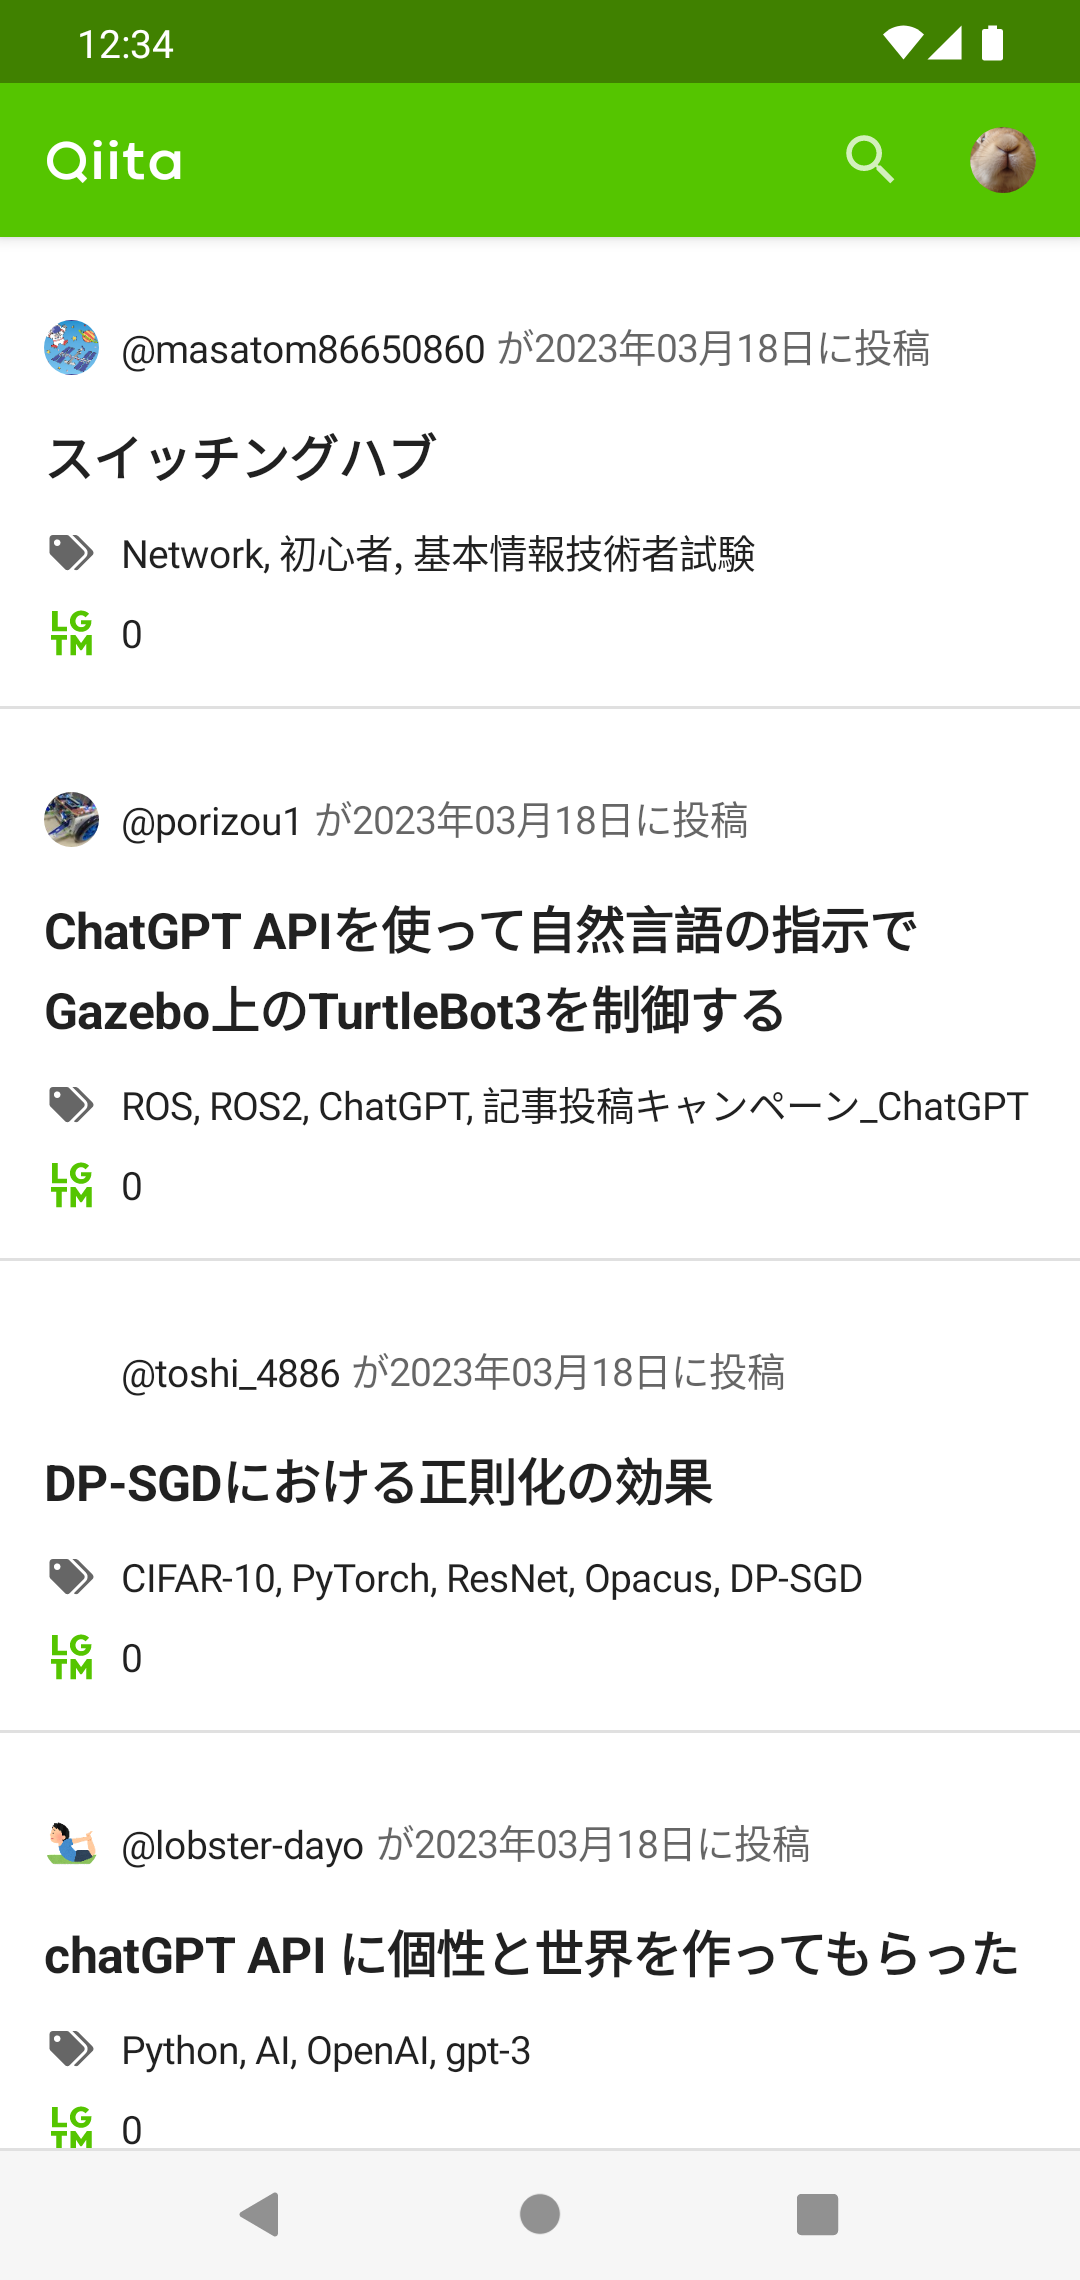 12:34
Qiita
@masatom86650860 が2023年03月18日に投稿
スイッチングハブ
Network, 初心者, 基本情報技術者試験
LGTM 0
@porizou1 が2023年03月18日に投稿
ChatGPT APIを使って自然言語の指示で
Gazebo上のTurtleBot3を制御する
ROS, ROS2, ChatGPT, 記事投稿キャンペーン_ChatGPT
LGTM 0
@toshi_4886 が2023年03月18日に投稿
DP-SGDにおける正則化の効果
CIFAR-10, PyTorch, ResNet, Opacus, DP-SGD
LGTM 0
@lobster-dayo が2023年03月18日に投稿
chatGPT API に個性と世界を作ってもらった
Python, AI, OpenAI, gpt-3
LGTM 0